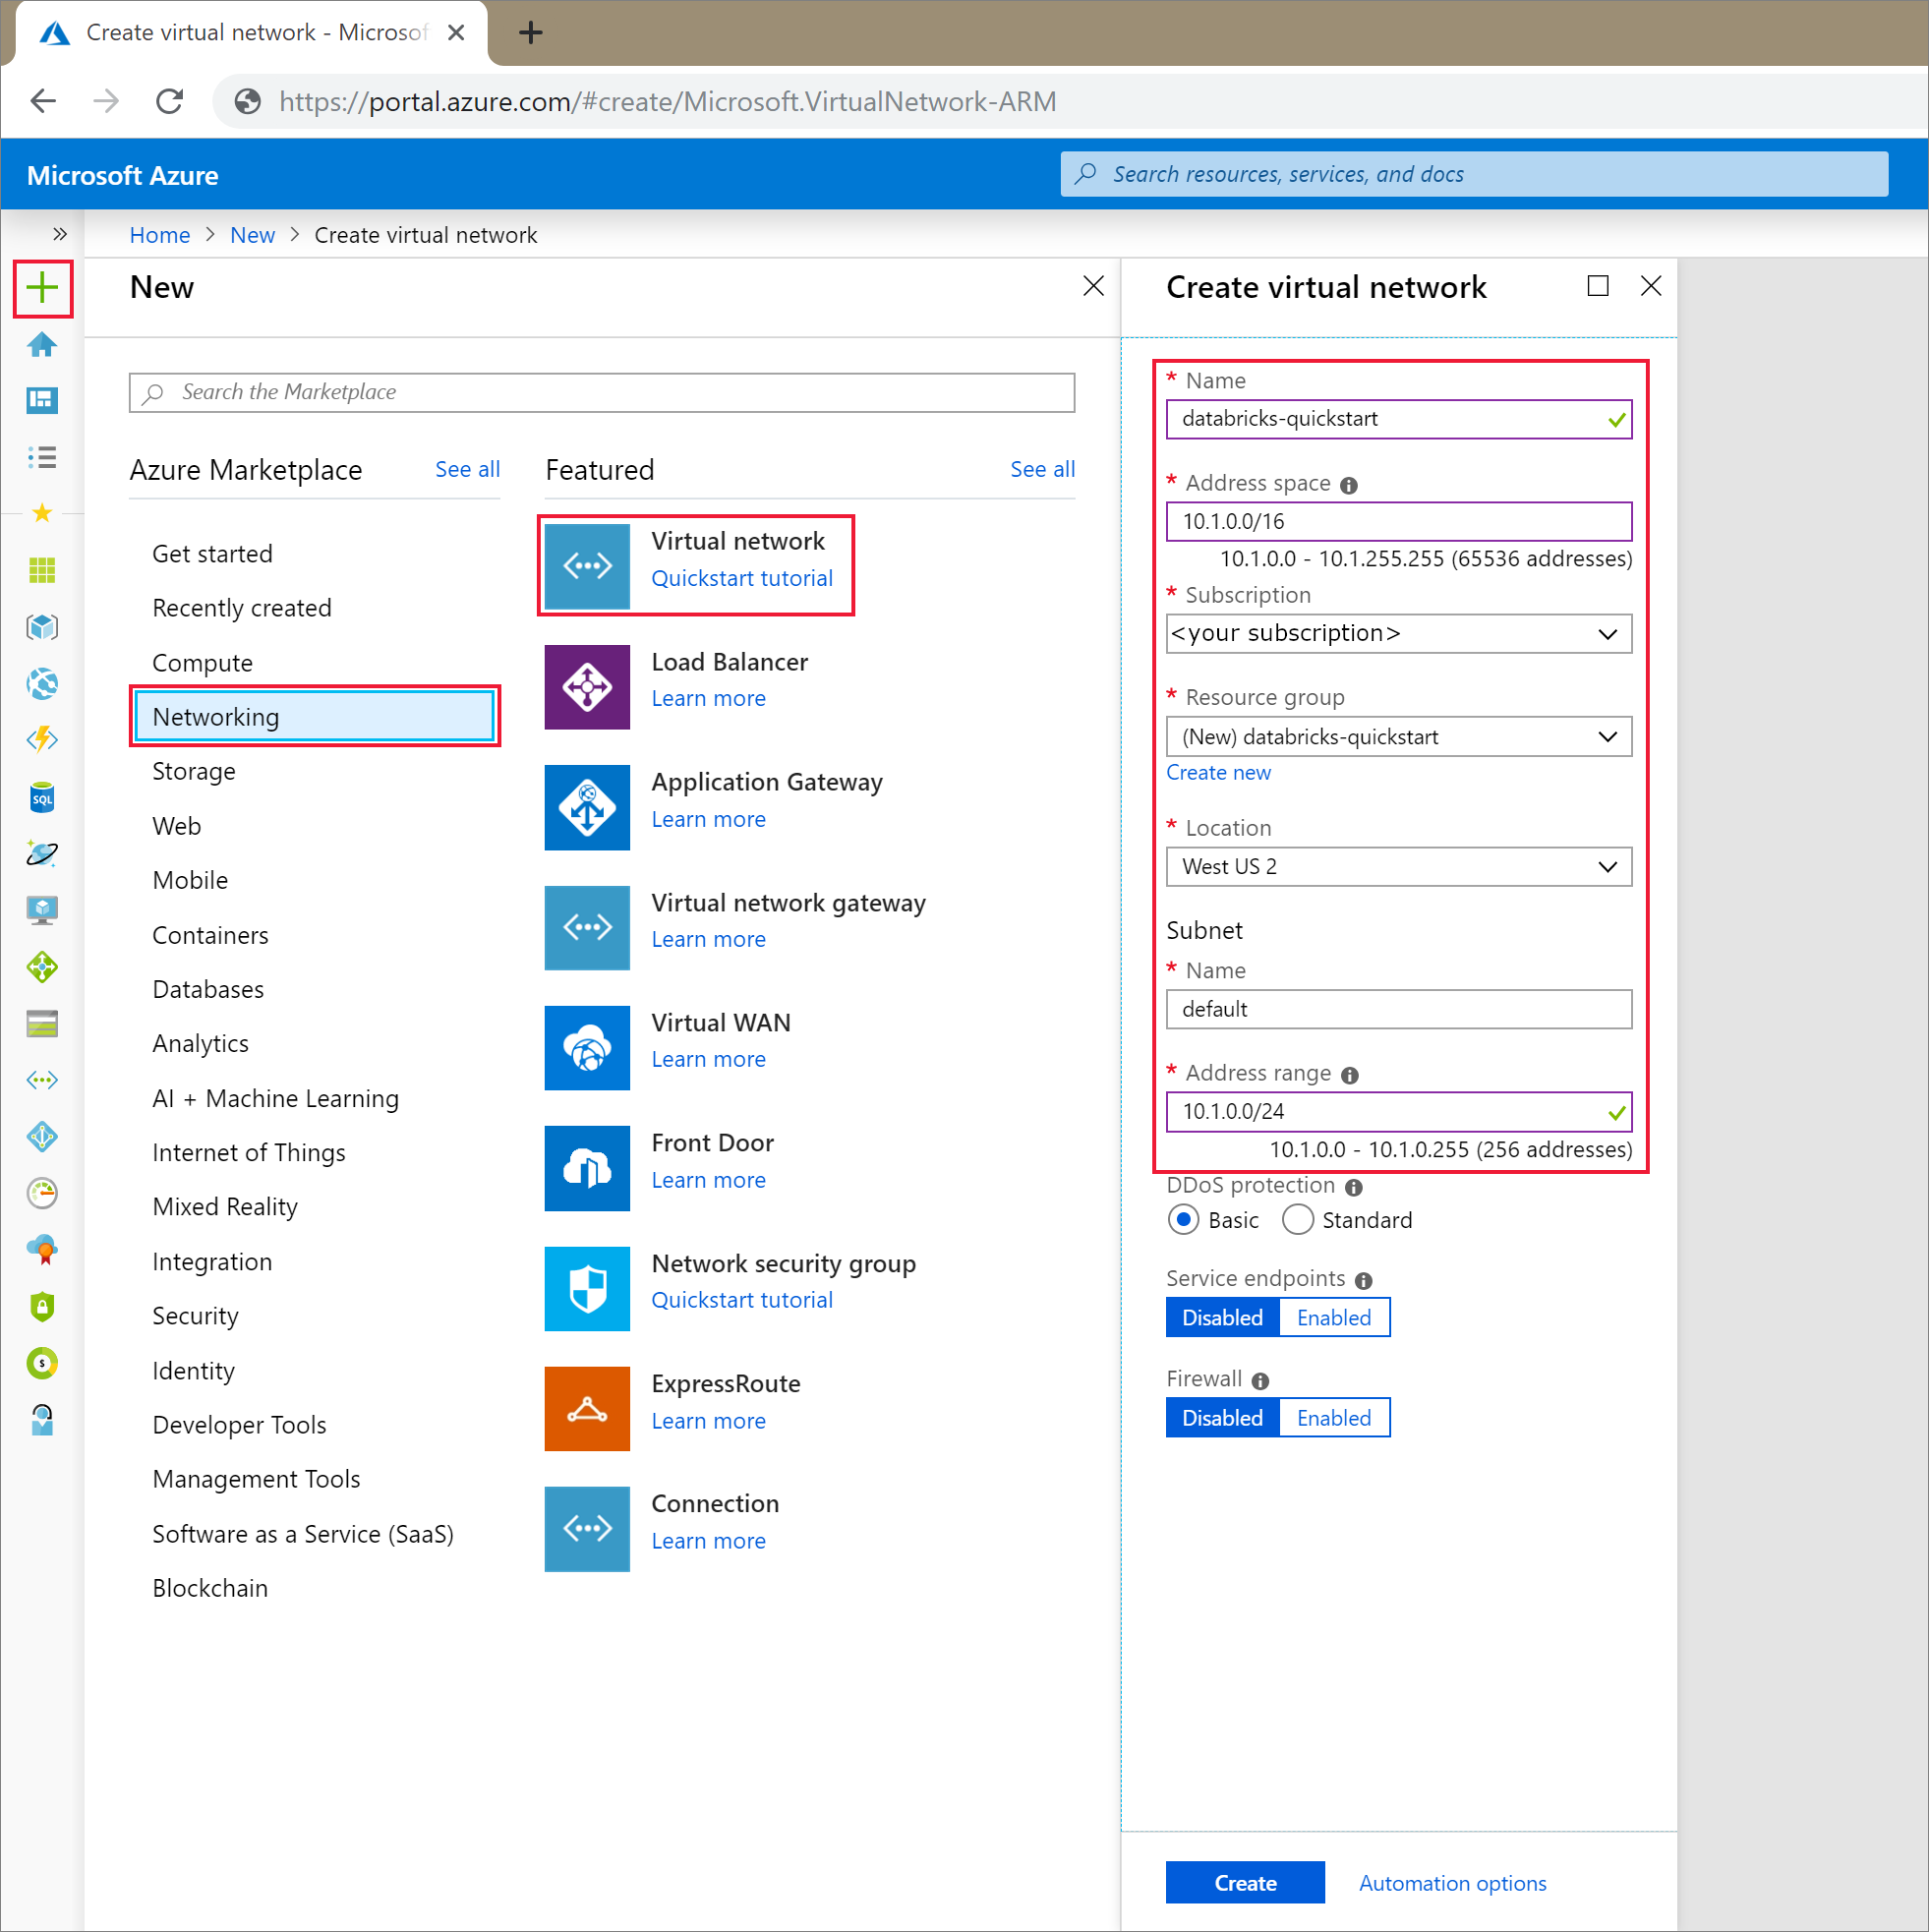 Create virtual network - Microsof
https://portal.azure.com/#create/Microsoft.VirtualNetwork-ARM
Microsoft Azure
Search resources, services, and docs
Home > New > Create virtual network
New
Search the Marketplace
Azure Marketplace See all
Get started
Recently created
Compute
Networking
Storage
Web
Mobile
Containers
Databases
Analytics
AI + Machine Learning
Internet of Things
Mixed Reality
Integration
Security
Identity
Developer Tools
Management Tools
Software as a Service (SaaS)
Blockchain
Featured See all
Virtual network
Quickstart tutorial
Load Balancer
Learn more
Application Gateway
Learn more
Virtual network gateway
Learn more
Virtual WAN
Learn more
Front Door
Learn more
Network security group
Quickstart tutorial
ExpressRoute
Learn more
Connection
Learn more
Create virtual network
* Name
databricks-quickstart
* Address space
10.1.0.0/16
10.1.0.0 - 10.1.255.255 (65536 addresses)
* Subscription
<your subscription>
* Resource group
(New) databricks-quickstart
Create new
* Location
West US 2
Subnet
* Name
default
* Address range
10.1.0.0/24
10.1.0.0 - 10.1.0.255 (256 addresses)
DDoS protection
Basic Standard
Service endpoints
Disabled Enabled
Firewall
Disabled Enabled
Create Automation options
SQL
$